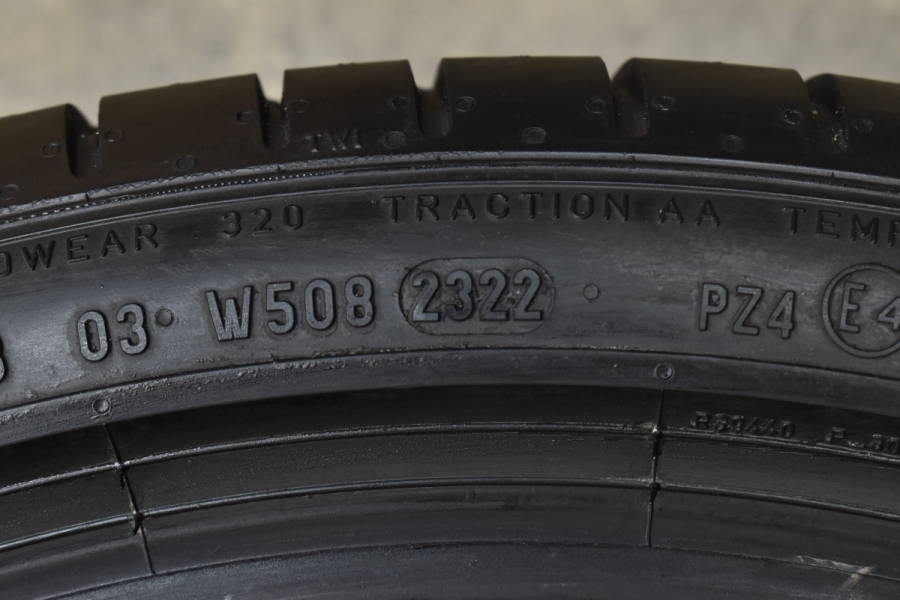 TWI
DWEAR 320 TRACTION AA TEMP
03 W508 2322 PZ4 E4